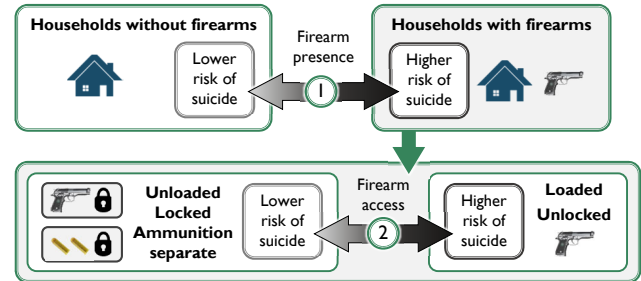 Households without firearms
Lower
risk of
suicide
Firearm
presence
1
Households with firearms
Higher
risk of
suicide
Unloaded
Locked
Ammunition
separate
Lower
risk of
suicide
Firearm
access
2
Higher
risk of
suicide
Loaded
Unlocked